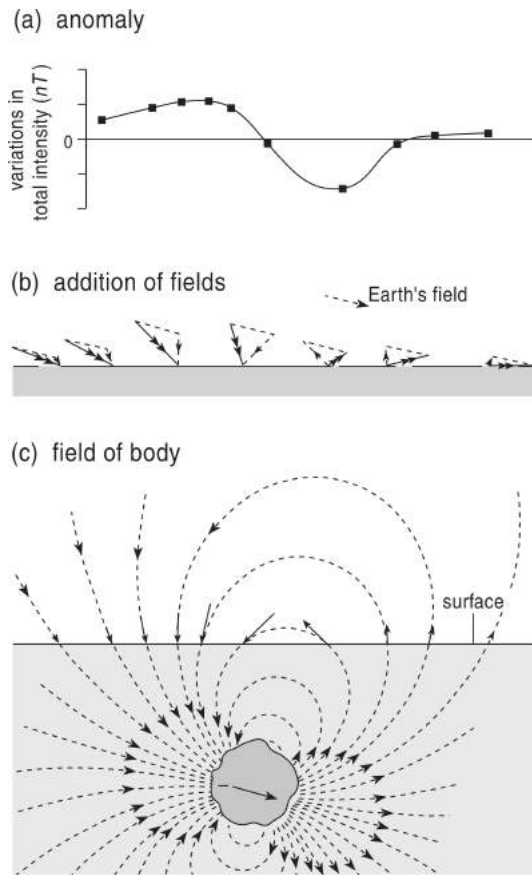 (a) anomaly
variations in
total intensity (nT)
0
(b) addition of fields
Earth's field
(c) field of body
surface